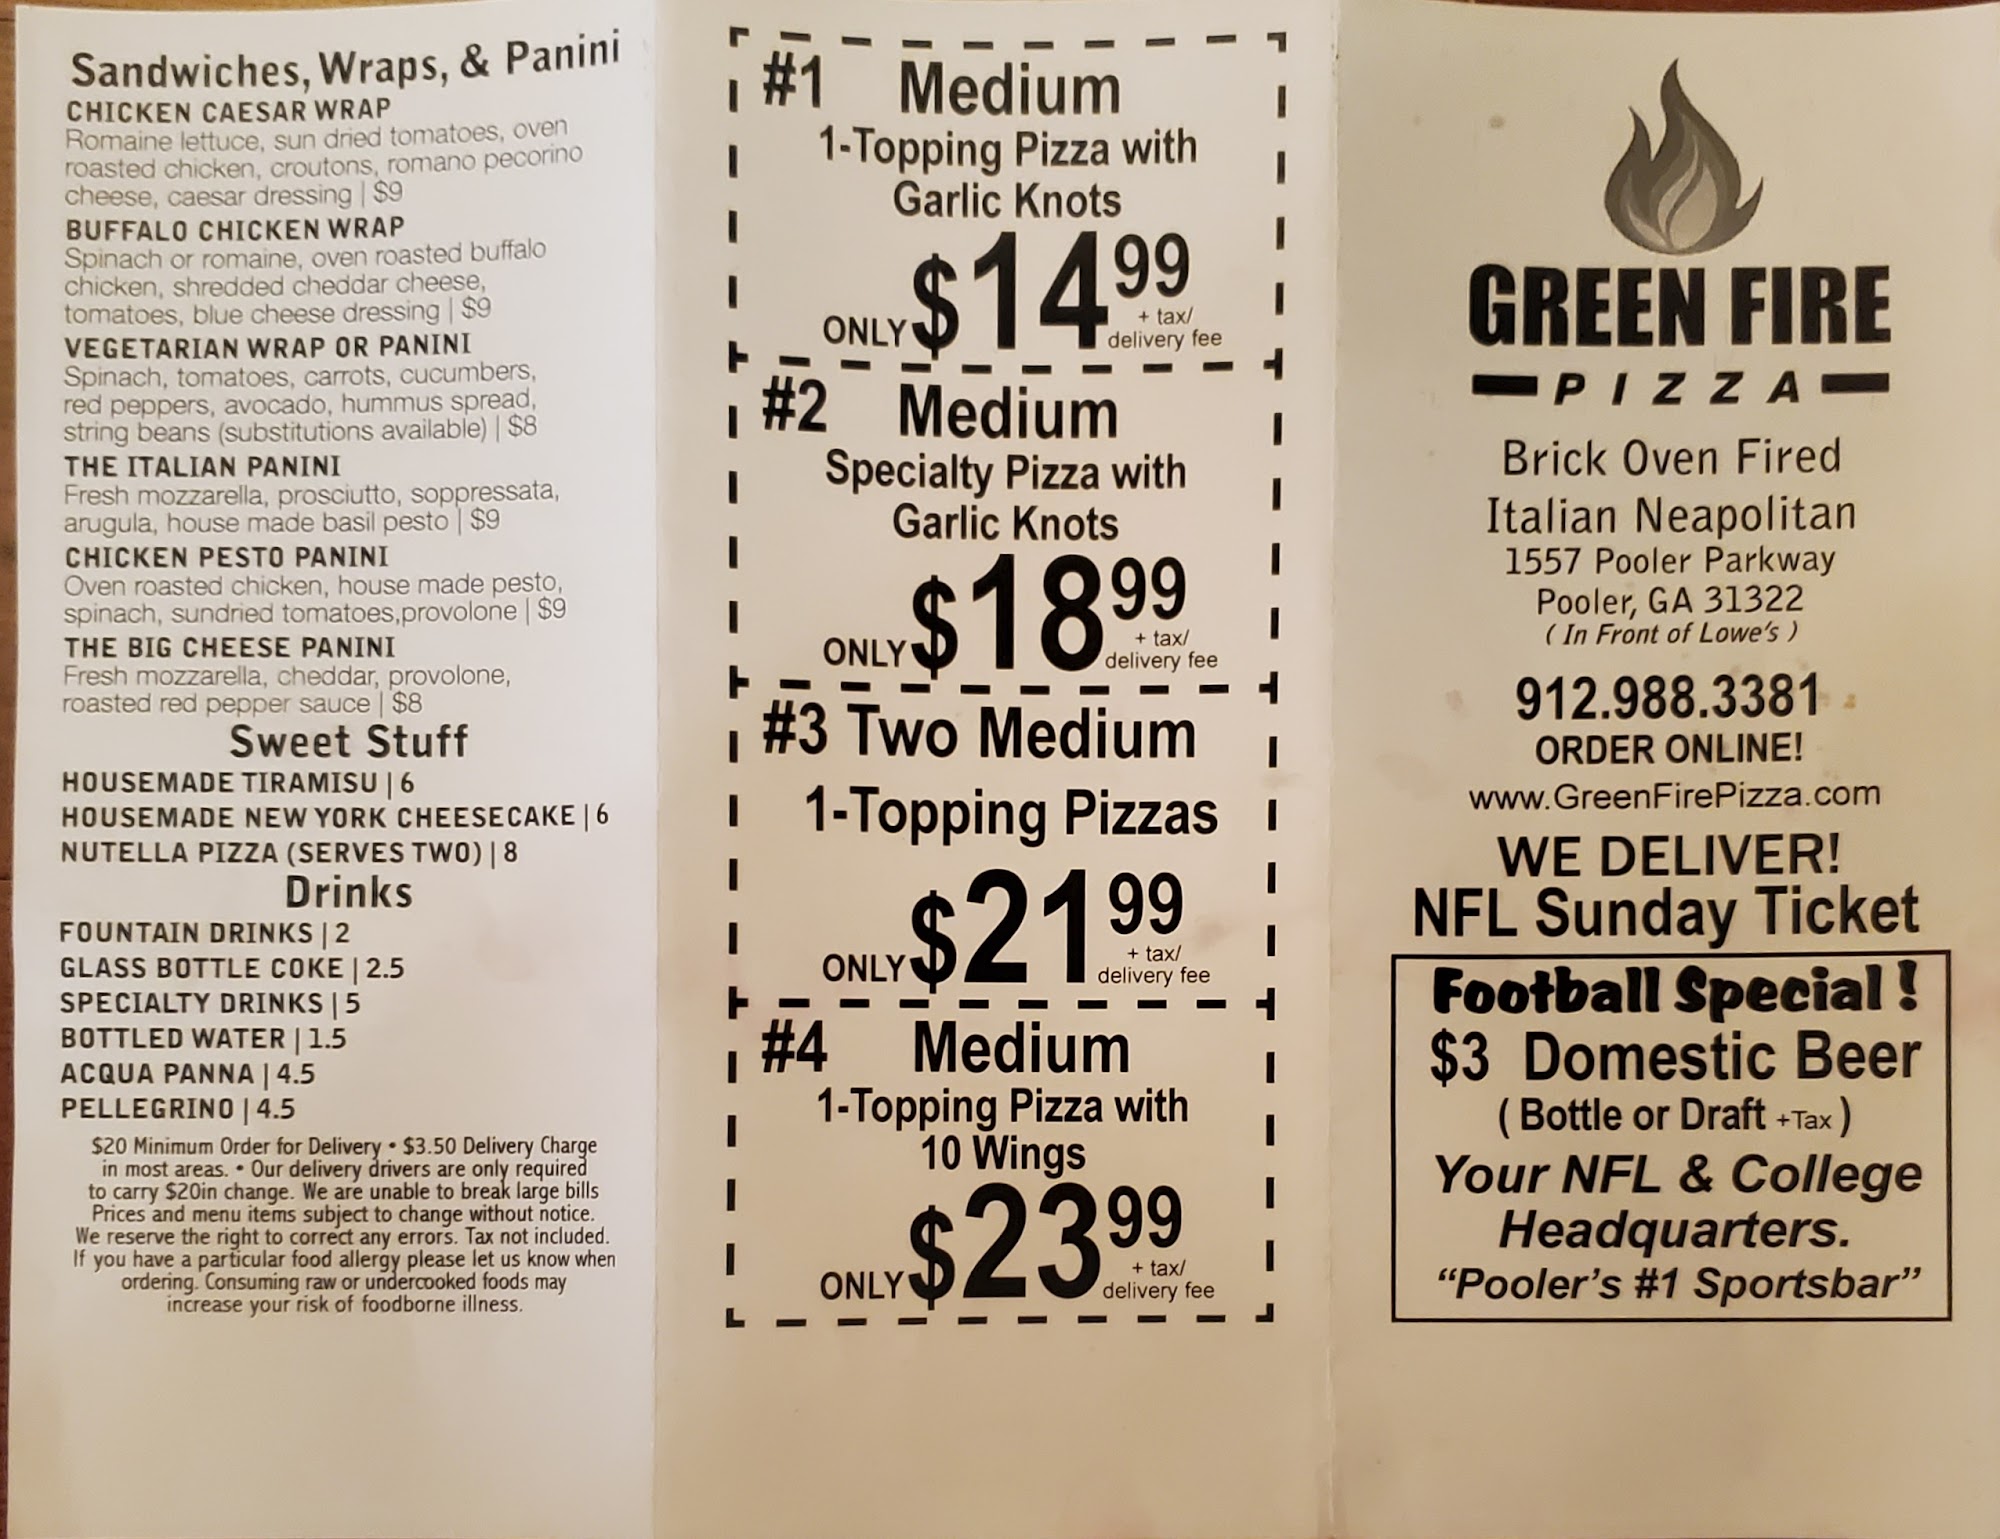 Sandwiches, Wraps, & Panini
CHICKEN CAESAR WRAP
Romaine lettuce, sun dried tomatoes, oven
roasted chicken, croutons, romano pecorino
cheese, caesar dressing | $9
BUFFALO CHICKEN WRAP
Spinach or romaine, oven roasted buffalo
chicken, shredded cheddar cheese,
tomatoes, blue cheese dressing | $9
VEGETARIAN WRAP OR PANINI
Spinach, tomatoes, carrots, cucumbers,
red peppers, avocado, hummus spread,
string beans (substitutions available) | $8
THE ITALIAN PANINI
Fresh mozzarella, prosciutto, soppressata,
arugula, house made basil pesto | $9
CHICKEN PESTO PANINI
Oven roasted chicken, house made pesto,
spinach, sundried tomatoes,provolone | $9
THE BIG CHEESE PANINI
Fresh mozzarella, cheddar, provolone,
roasted red pepper sauce | $8
Sweet Stuff
HOUSEMADE TIRAMISU | 6
HOUSEMADE NEW YORK CHEESECAKE | 6
NUTELLA PIZZA (SERVES TWO) | 8
Drinks
FOUNTAIN DRINKS | 2
GLASS BOTTLE COKE | 2.5
SPECIALTY DRINKS | 5
BOTTLED WATER | 1.5
ACQUA PANNA | 4.5
PELLEGRINO | 4.5
$20 Minimum Order for Delivery • $3.50 Delivery Charge
in most areas. • Our delivery drivers are only required
to carry $20in change. We are unable to break large bills
Prices and menu items subject to change without notice.
We reserve the right to correct any errors. Tax not included.
If you have a particular food allergy please let us know when
ordering. Consuming raw or undercooked foods may
increase your risk of foodborne illness.
#1 Medium
1-Topping Pizza with
Garlic Knots
ONLY $14 99
+ tax/
delivery fee
#2 Medium
Specialty Pizza with
Garlic Knots
ONLY $18 99
+ tax/
delivery fee
#3 Two Medium
1-Topping Pizzas
ONLY $21 99
+ tax/
delivery fee
#4 Medium
1-Topping Pizza with
10 Wings
ONLY $23 99
+ tax/
delivery fee
GREEN FIRE
PIZZA
Brick Oven Fired
Italian Neapolitan
1557 Pooler Parkway
Pooler, GA 31322
( In Front of Lowe's )
912.988.3381
ORDER ONLINE!
www.GreenFirePizza.com
WE DELIVER!
NFL Sunday Ticket
Football Special !
$3 Domestic Beer
( Bottle or Draft +Tax )
Your NFL & College
Headquarters.
"Pooler's #1 Sportsbar"